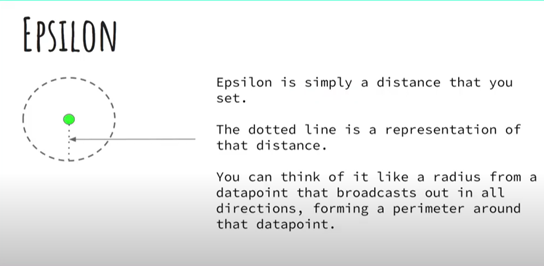 EPSILON
Epsilon is simply a distance that you
set.
The dotted line is a representation of
that distance.
You can think of it like a radius from a
datapoint that broadcasts out in all
directions, forming a perimeter around
that datapoint.